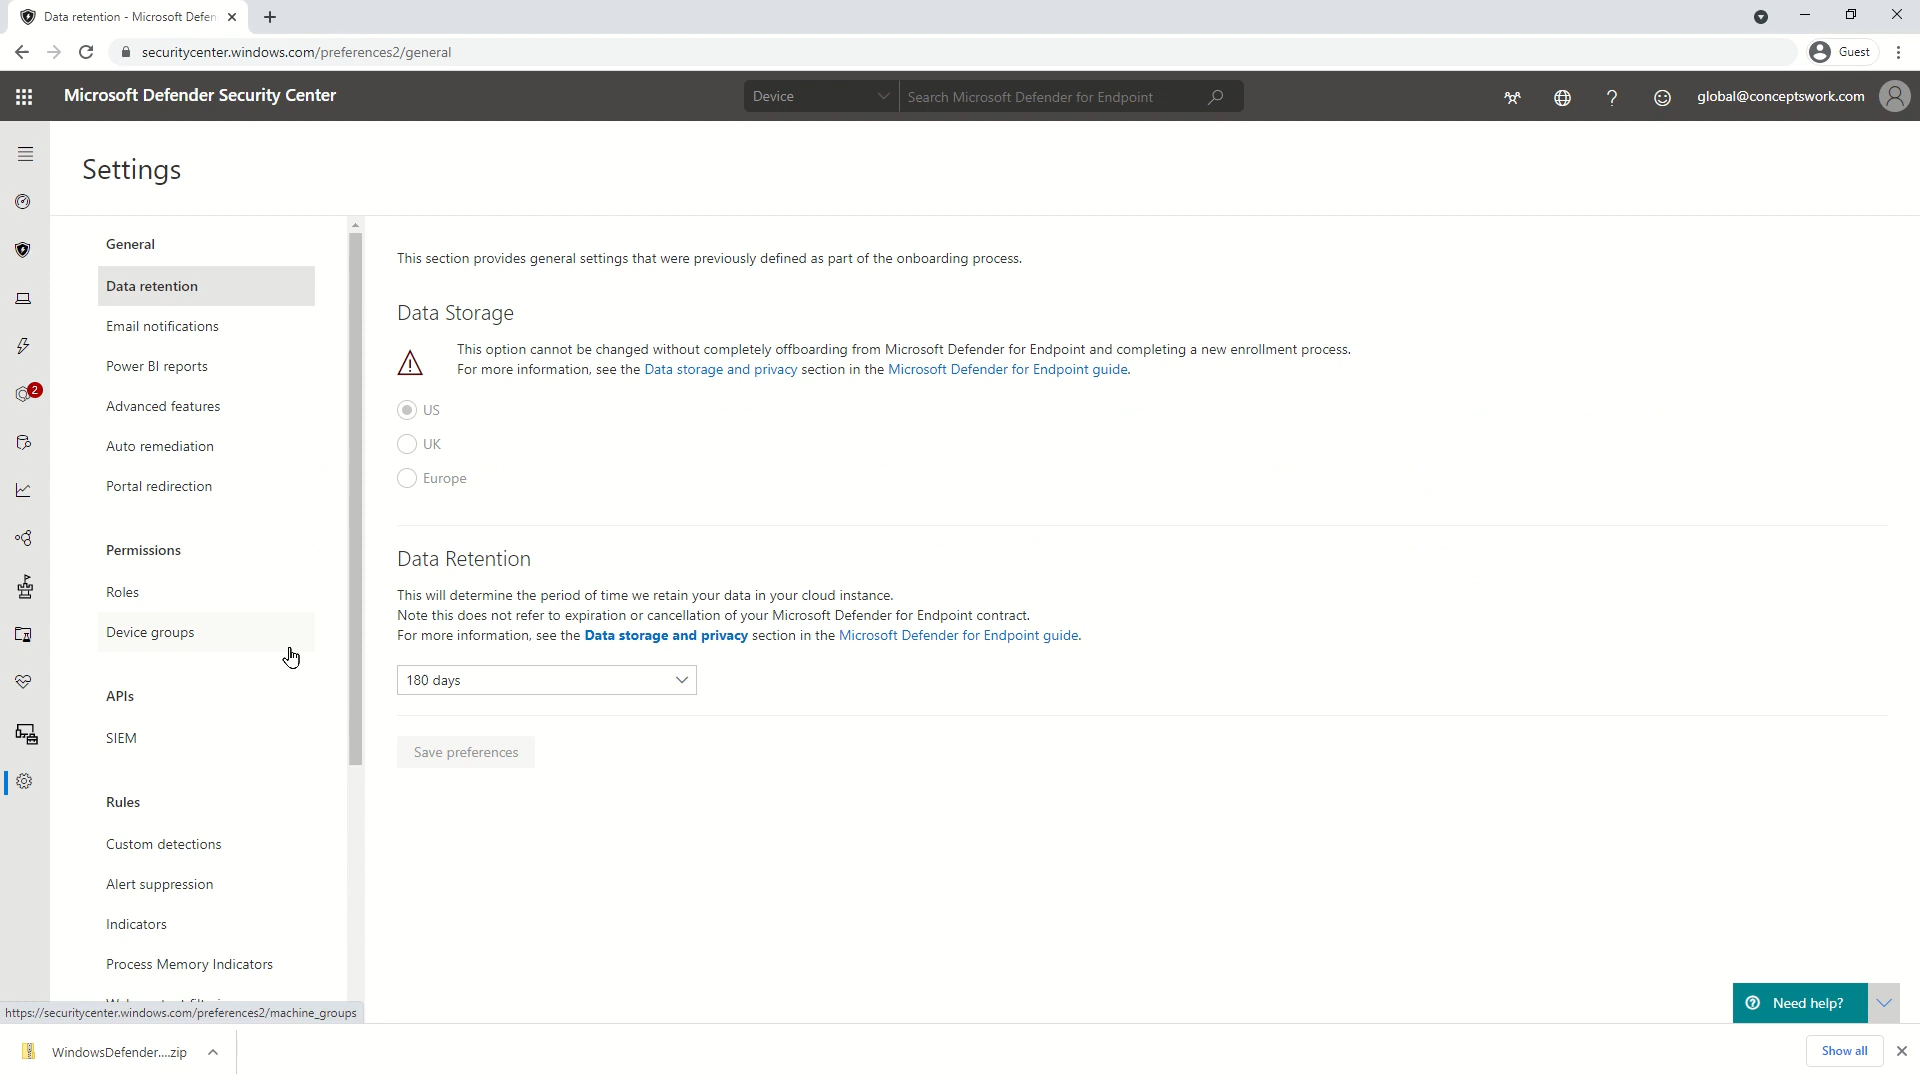 Data retention - Microsoft Defen
securitycenter.windows.com/preferences2/general
Guest
Microsoft Defender Security Center
Device
Search Microsoft Defender for Endpoint
global@conceptswork.com
Settings
General
Data retention
Email notifications
Power BI reports
Advanced features
Auto remediation
Portal redirection
Permissions
Roles
Device groups
APIs
SIEM
Rules
Custom detections
Alert suppression
Indicators
Process Memory Indicators
2
This section provides general settings that were previously defined as part of the onboarding process.
Data Storage
This option cannot be changed without completely offboarding from Microsoft Defender for Endpoint and completing a new enrollment process.
For more information, see the Data storage and privacy section in the Microsoft Defender for Endpoint guide.
US
UK
Europe
Data Retention
This will determine the period of time we retain your data in your cloud instance.
Note this does not refer to expiration or cancellation of your Microsoft Defender for Endpoint contract.
For more information, see the Data storage and privacy section in the Microsoft Defender for Endpoint guide.
180 days
Save preferences
Need help?
https://securitycenter.windows.com/preferences2/machine_groups
WindowsDefender....zip
Show all